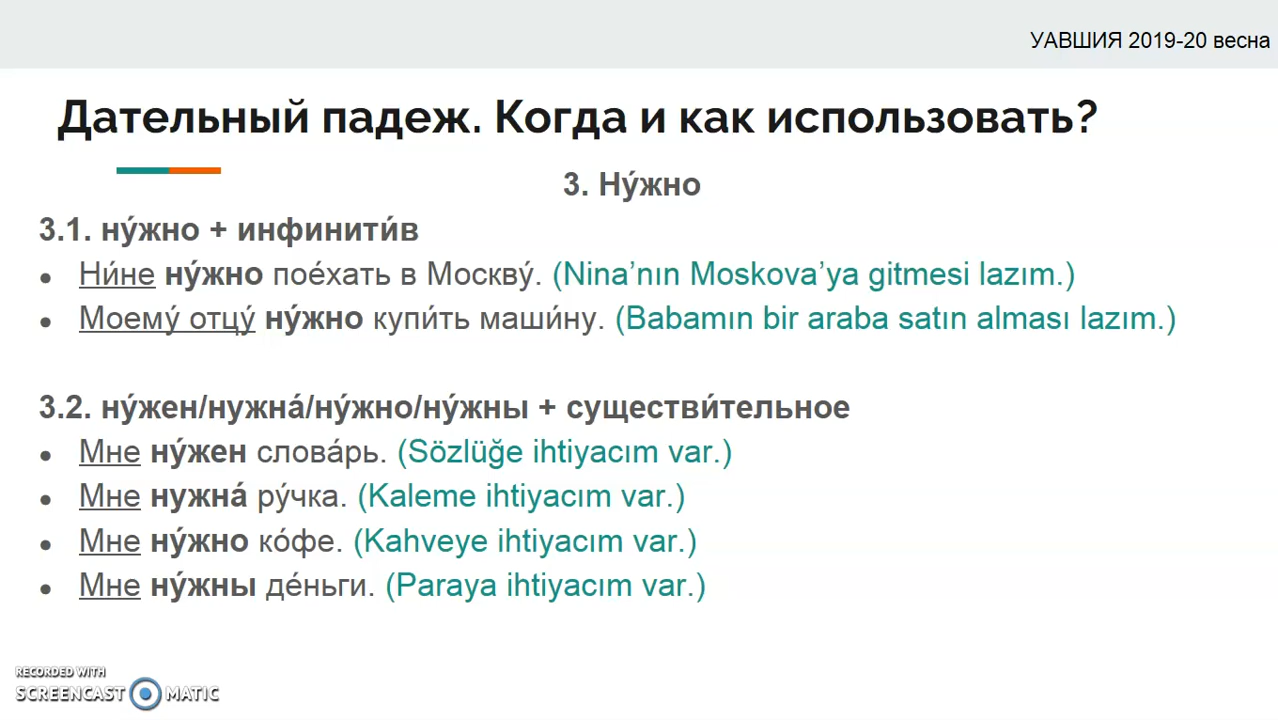 УАВШИЯ 2019-20 весна
Дательный падеж. Когда и как использовать?
3. Ну́жно
3.1. ну́жно + инфинити́в
● Ни́не ну́жно пое́хать в Москву́. (Nina’nın Moskova’ya gitmesi lazım.)
● Моему́ отцу́ ну́жно купи́ть маши́ну. (Babamın bir araba satın alması lazım.)
3.2. ну́жен/нужна́/ну́жно/ну́жны + существи́тельное
● Мне ну́жен слова́рь. (Sözlüğe ihtiyacım var.)
● Мне нужна́ ру́чка. (Kaleme ihtiyacım var.)
● Мне ну́жно ко́фе. (Kahveye ihtiyacım var.)
● Мне ну́жны де́ньги. (Paraya ihtiyacım var.)
RECORDED WITH
SCREENCAST MATIC